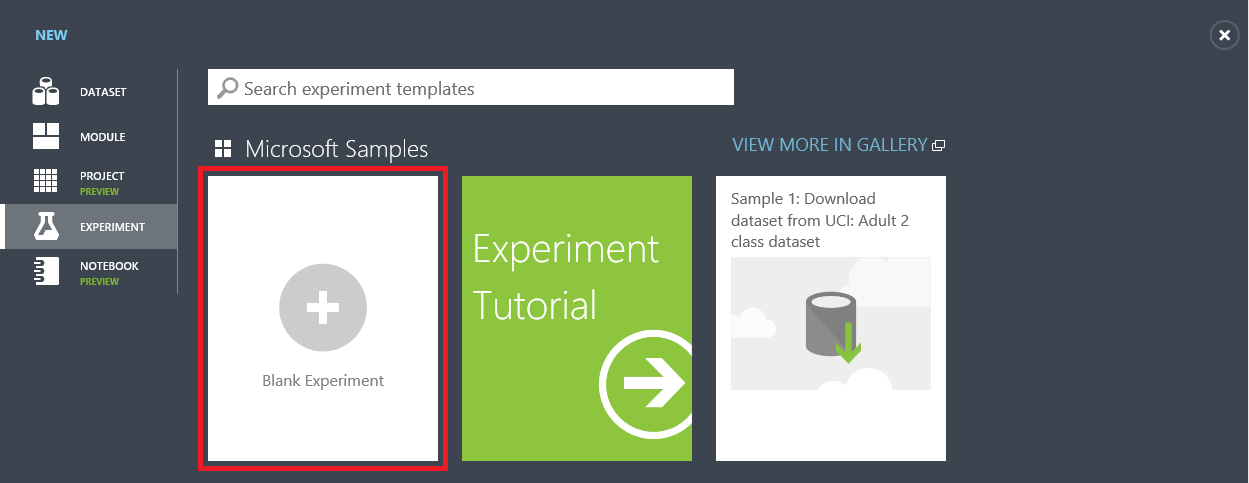 NEW
DATASET
MODULE
PROJECT
PREVIEW
EXPERIMENT
NOTEBOOK
PREVIEW
Search experiment templates
Microsoft Samples
VIEW MORE IN GALLERY
Blank Experiment
Experiment
Tutorial
Sample 1: Download
dataset from UCI: Adult 2
class dataset